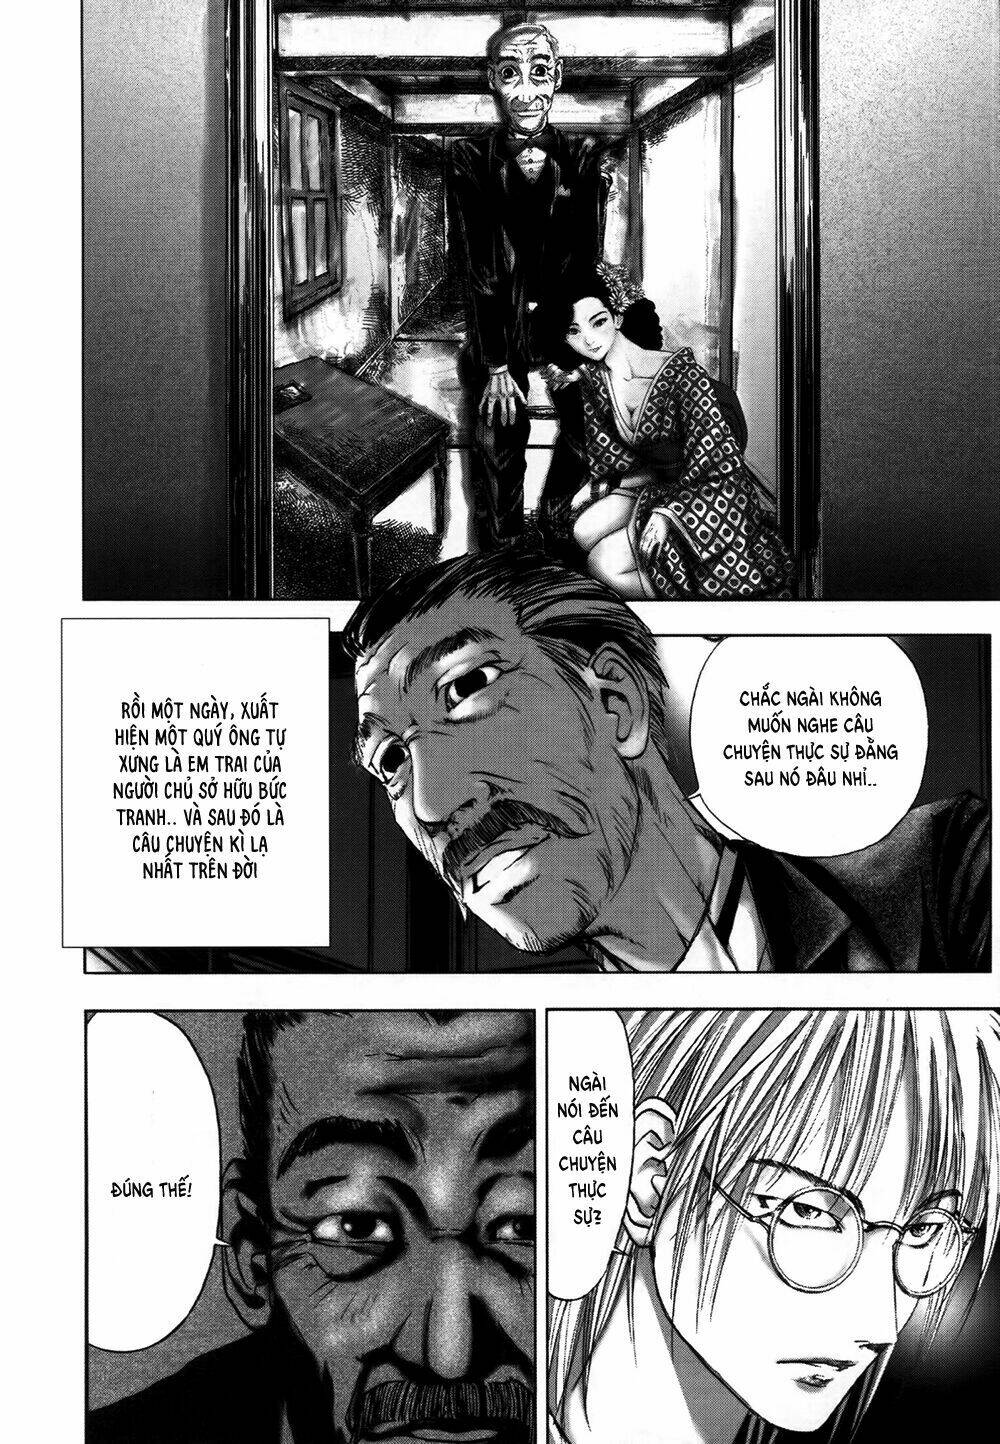 CHẮC NGÀI KHÔNG
MUỐN NGHE CÂU
CHUYỆN THỰC SỰ ĐẰNG
SAU NÓ ĐÂU NHỈ..
RỒI MỘT NGÀY, XUẤT
HIỆN MỘT QUÝ ÔNG TỰ
XƯNG LÀ EM TRAI CỦA
NGƯỜI CHỦ SỞ HỮU BỨC
TRANH.. VÀ SAU ĐÓ LÀ
CÂU CHUYỆN KÌ LẠ
NHẤT TRÊN ĐỜI
NGÀI
NÓI ĐẾN
CÂU
CHUYỆN
THỰC
SỰ?
ĐÚNG THẾ!